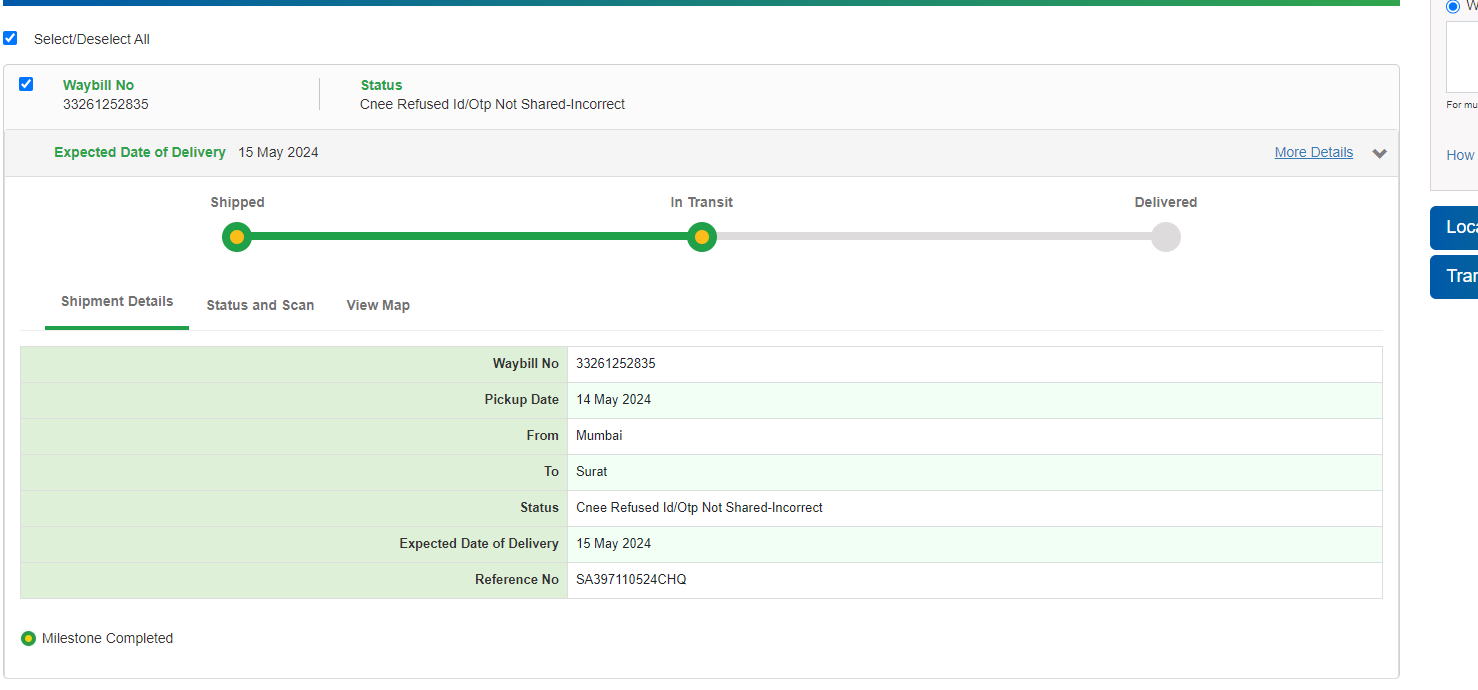 W
Select/Deselect All
Waybill No
33261252835
Status
Cnee Refused Id/Otp Not Shared-Incorrect
For mu
Expected Date of Delivery 15 May 2024
More Details
How
Shipped
In Transit
Delivered
Loca
Tran
Shipment Details
Status and Scan
View Map
Waybill No 33261252835
Pickup Date 14 May 2024
From Mumbai
To Surat
Status Cnee Refused Id/Otp Not Shared-Incorrect
Expected Date of Delivery 15 May 2024
Reference No SA397110524CHQ
Milestone Completed